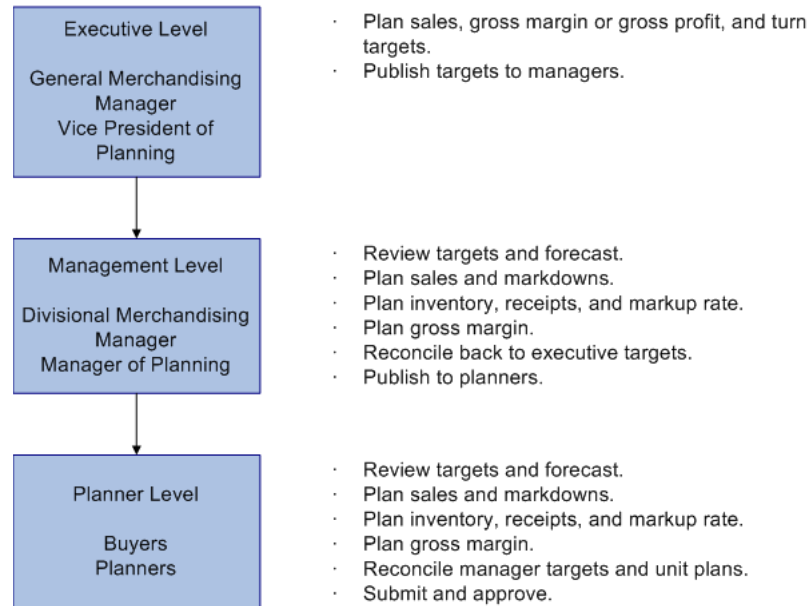 Executive Level
General Merchandising
Manager
Vice President of
Planning
· Plan sales, gross margin or gross profit, and turn
targets.
· Publish targets to managers.
Management Level
Divisional Merchandising
Manager
Manager of Planning
· Review targets and forecast.
· Plan sales and markdowns.
· Plan inventory, receipts, and markup rate.
· Plan gross margin.
· Reconcile back to executive targets.
· Publish to planners.
Planner Level
Buyers
Planners
· Review targets and forecast.
· Plan sales and markdowns.
· Plan inventory, receipts, and markup rate.
· Plan gross margin.
· Reconcile manager targets and unit plans.
· Submit and approve.